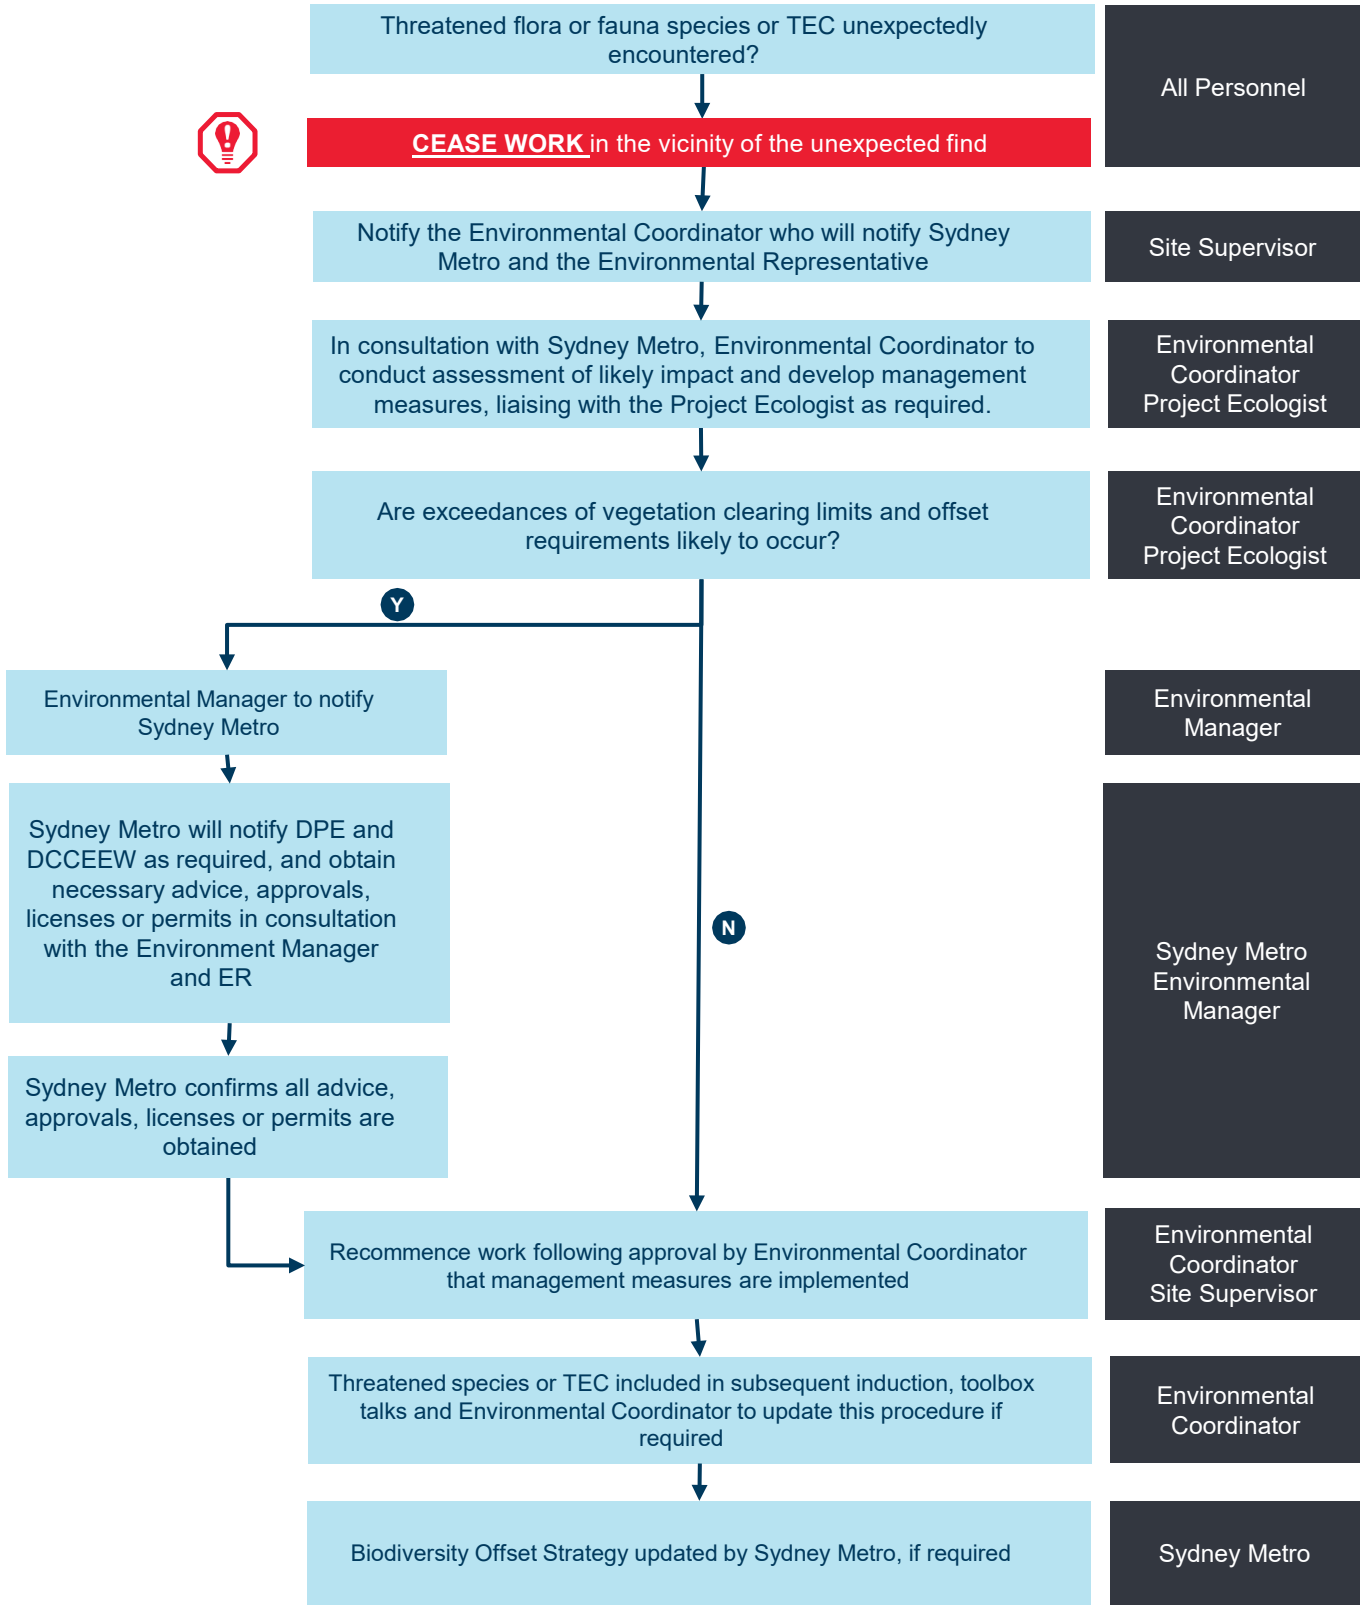 Threatened flora or fauna species or TEC unexpectedly
encountered?
All Personnel
CEASE WORK in the vicinity of the unexpected find
Notify the Environmental Coordinator who will notify Sydney
Metro and the Environmental Representative
Site Supervisor
In consultation with Sydney Metro, Environmental Coordinator to
conduct assessment of likely impact and develop management
measures, liaising with the Project Ecologist as required.
Environmental
Coordinator
Project Ecologist
Are exceedances of vegetation clearing limits and offset
requirements likely to occur?
Environmental
Coordinator
Project Ecologist
Y
Environmental Manager to notify
Sydney Metro
Environmental
Manager
Sydney Metro will notify DPE and
DCCEEW as required, and obtain
necessary advice, approvals,
licenses or permits in consultation
with the Environment Manager
and ER
N
Sydney Metro
Environmental
Manager
Sydney Metro confirms all advice,
approvals, licenses or permits are
obtained
Recommence work following approval by Environmental Coordinator
that management measures are implemented
Environmental
Coordinator
Site Supervisor
Threatened species or TEC included in subsequent induction, toolbox
talks and Environmental Coordinator to update this procedure if
required
Environmental
Coordinator
Biodiversity Offset Strategy updated by Sydney Metro, if required
Sydney Metro